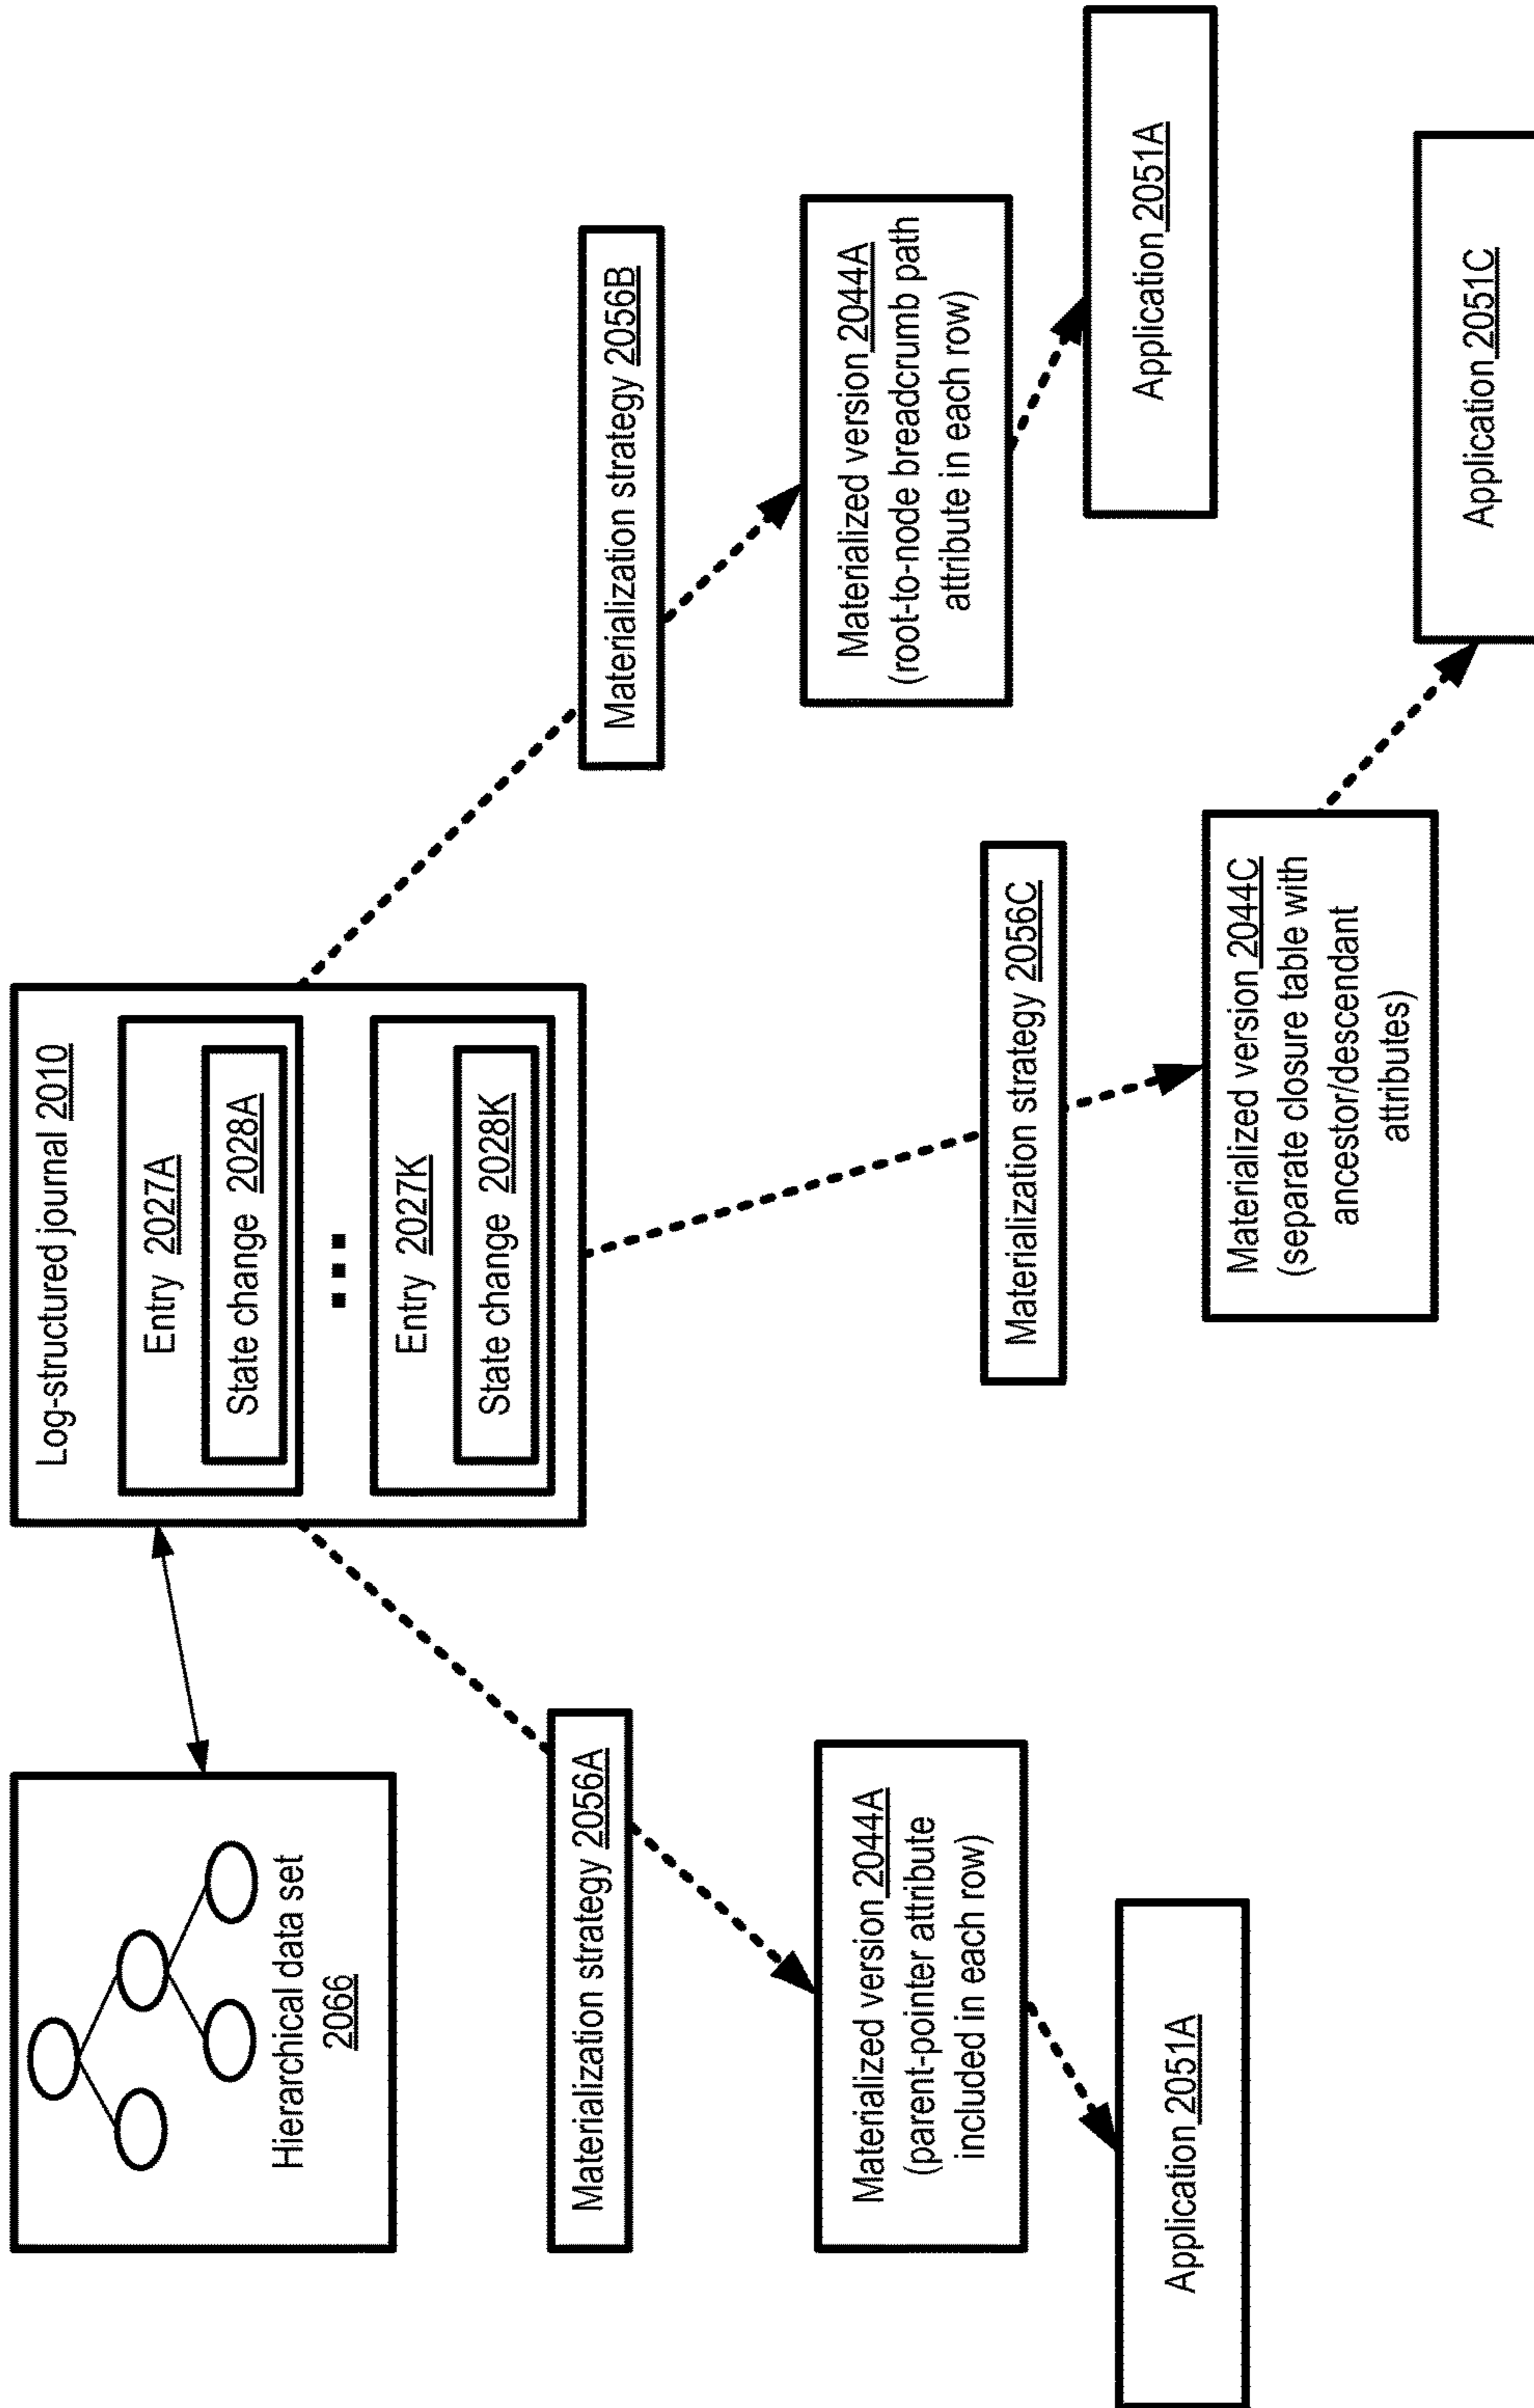 Hierarchical data set
2066
Log-structured journal 2010
Entry 2027A
State change 2028A
Entry 2027K
State change 2028K
Materialization strategy 2056A
Materialization strategy 2056B
Materialized version 2044A
(parent-pointer attribute
included in each row)
Materialized version 2044A
(root-to-node breadcrumb path
attribute in each row)
Materialization strategy 2056C
Application 2051A
Application 2051A
Materialized version 2044C
(separate closure table with
ancestor/descendant
attributes)
Application 2051C